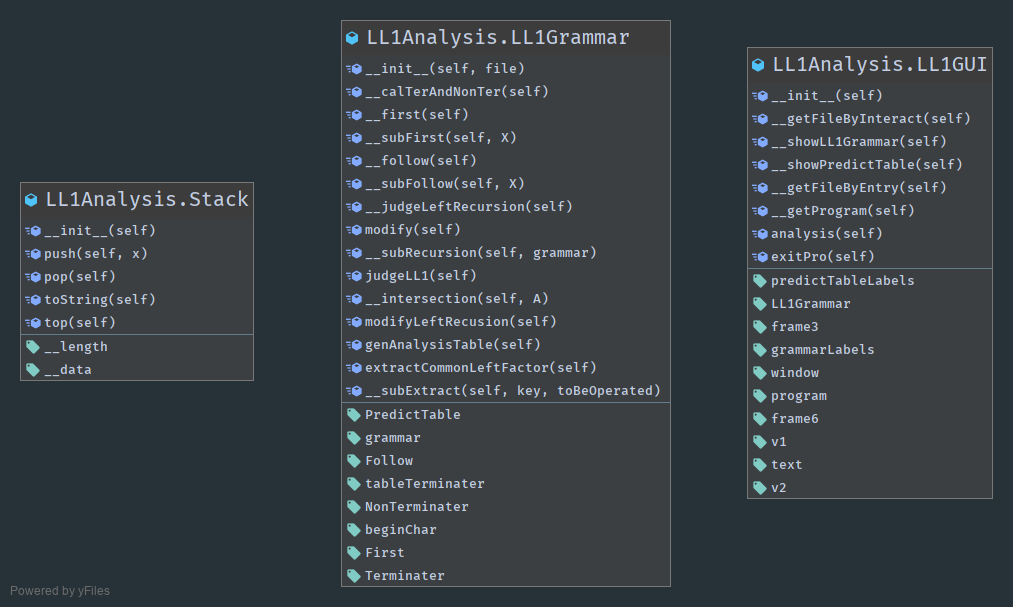 LL1Analysis.Stack
__init__(self)
push(self, x)
pop(self)
toString(self)
top(self)
__length
__data
LL1Analysis.LL1Grammar
__init__(self, file)
__calTerAndNonTer(self)
__first(self)
__subFirst(self, X)
__follow(self)
__subFollow(self, X)
__judgeLeftRecursion(self)
modify(self)
__subRecursion(self, grammar)
judgeLL1(self)
__intersection(self, A)
modifyLeftRecusion(self)
genAnalysisTable(self)
extractCommonLeftFactor(self)
__subExtract(self, key, toBeOperated)
PredictTable
grammar
Follow
tableTerminater
NonTerminater
beginChar
First
Terminater
LL1Analysis.LL1GUI
__init__(self)
__getFileByInteract(self)
__showLL1Grammar(self)
__showPredictTable(self)
__getFileByEntry(self)
__getProgram(self)
analysis(self)
exitPro(self)
predictTableLabels
LL1Grammar
frame3
grammarLabels
window
program
frame6
v1
text
v2
Powered by yFiles